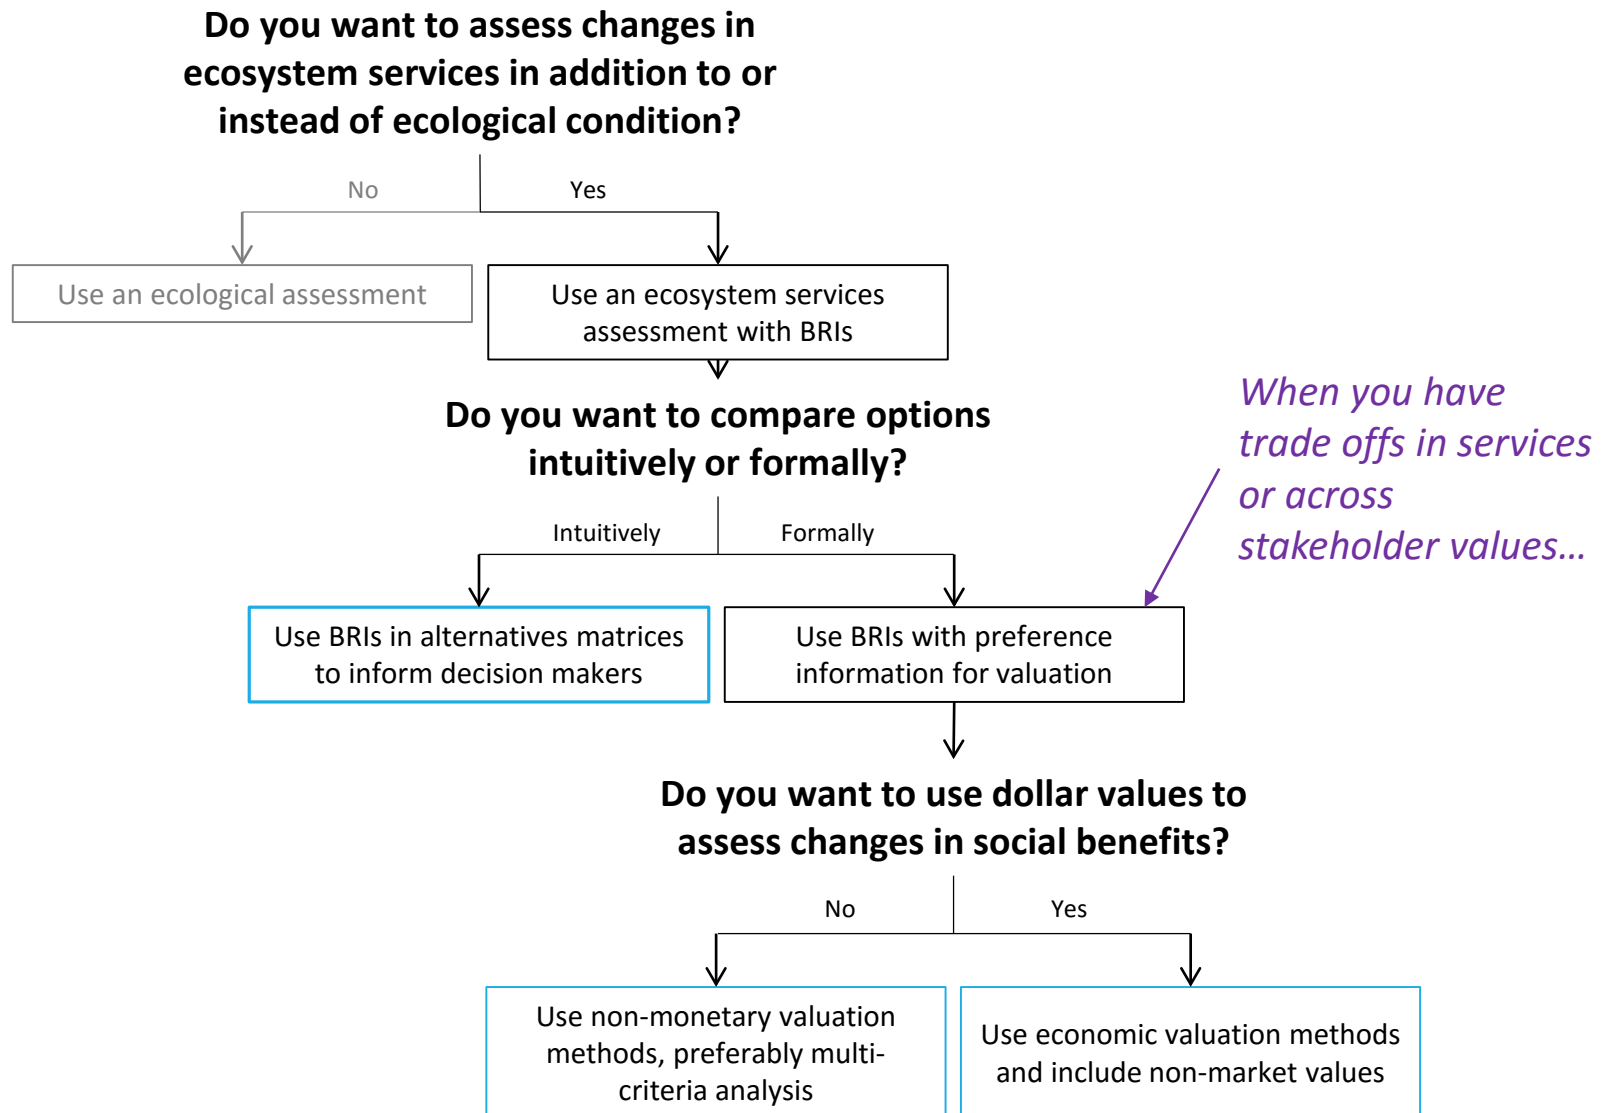 Do you want to assess changes in
ecosystem services in addition to or
instead of ecological condition?
No
Yes
Use an ecological assessment
Use an ecosystem services
assessment with BRIs
Do you want to compare options
intuitively or formally?
When you have
trade offs in services
or across
stakeholder values…
Intuitively
Formally
Use BRIs in alternatives matrices
to inform decision makers
Use BRIs with preference
information for valuation
Do you want to use dollar values to
assess changes in social benefits?
No
Yes
Use non-monetary valuation
methods, preferably multi-
criteria analysis
Use economic valuation methods
and include non-market values